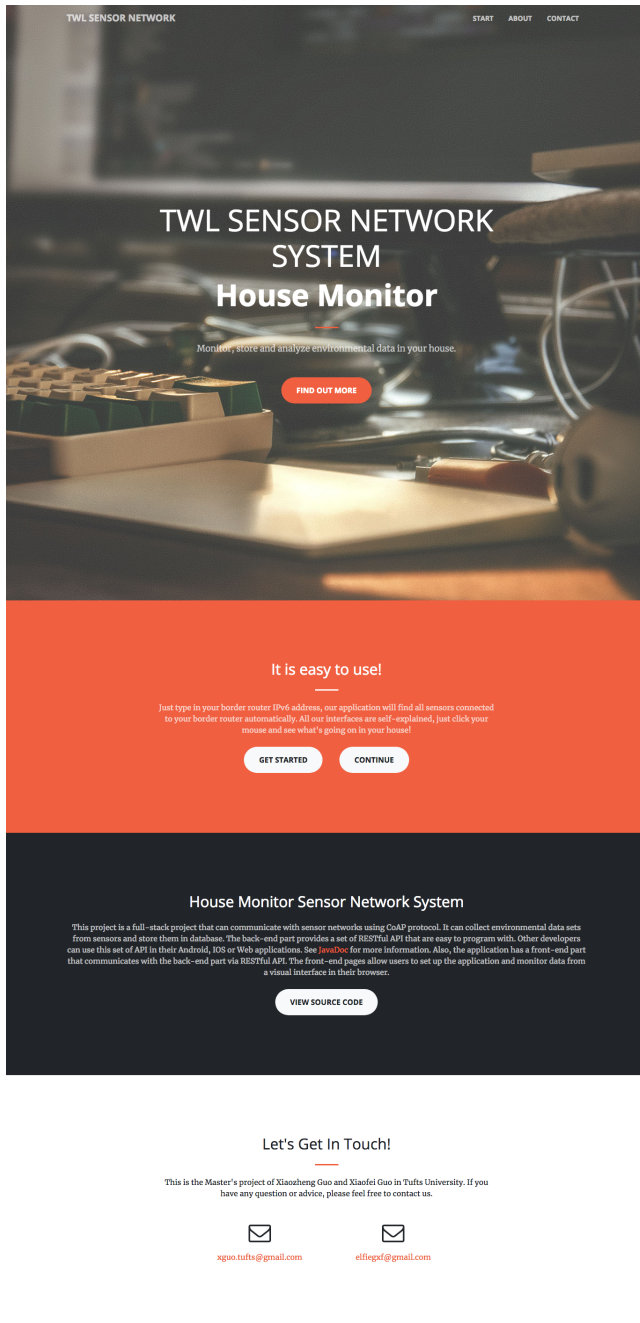 TWL SENSOR NETWORK
START ABOUT CONTACT
TWL SENSOR NETWORK
SYSTEM
House Monitor
Monitor, store and analyze environmental data in your house.
FIND OUT MORE
It is easy to use!
Just type in your border router IPv6 address, our application will find all sensors connected
to your border router automatically. All our interfaces are self-explained, just click your
mouse and see what's going on in your house!
GET STARTED CONTINUE
House Monitor Sensor Network System
This project is a full-stack project that can communicate with sensor networks using CoAP protocol. It can collect environmental data sets
from sensors and store them in database. The back-end part provides a set of RESTful API that are easy to program with. Other developers
can use this set of API in their Android, IOS or Web applications. See JavaDoc for more information. Also, the application has a front-end part
that communicates with the back-end part via RESTful API. The front-end pages allow users to set up the application and monitor data from
a visual interface in their browser.
VIEW SOURCE CODE
Let's Get In Touch!
This is the Master's project of Xiaozheng Guo and Xiaofei Guo in Tufts University. If you
have any question or advice, please feel free to contact us.
xguo.tufts@gmail.com elfiegxf@gmail.com